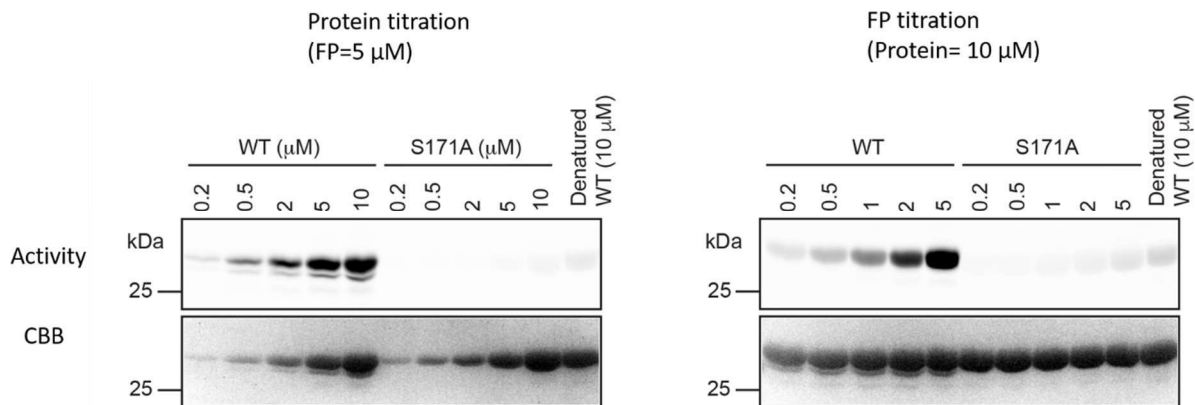 Protein titration
(FP=5 μM)
FP titration
(Protein= 10 μM)
WT (μM)
S171A (μM)
Denatured
WT (10 μM)
0.2 0.5 2 5 10 0.2 0.5 2 5 10
WT
S171A
Denatured
WT (10 μM)
0.2 0.5 1 2 5 0.2 0.5 1 2 5
Activity
kDa
25
kDa
25
CBB
25
25